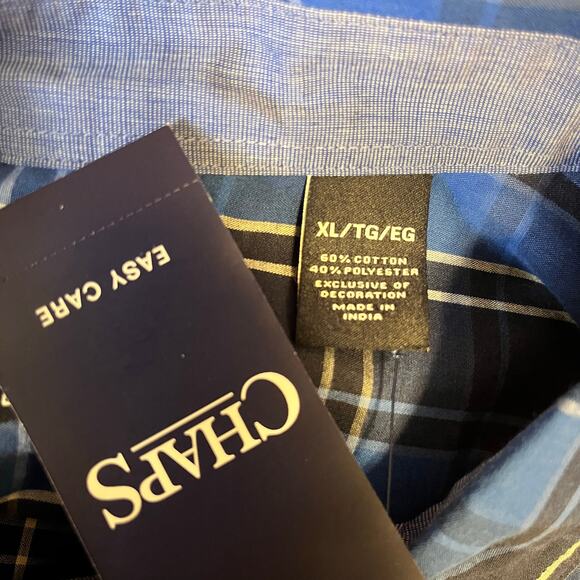 XL/TG/EG
60% COTTON
40% POLYESTER
EXCLUSIVE OF
DECORATION
MADE IN
INDIA
EASY CARE
CHAPS